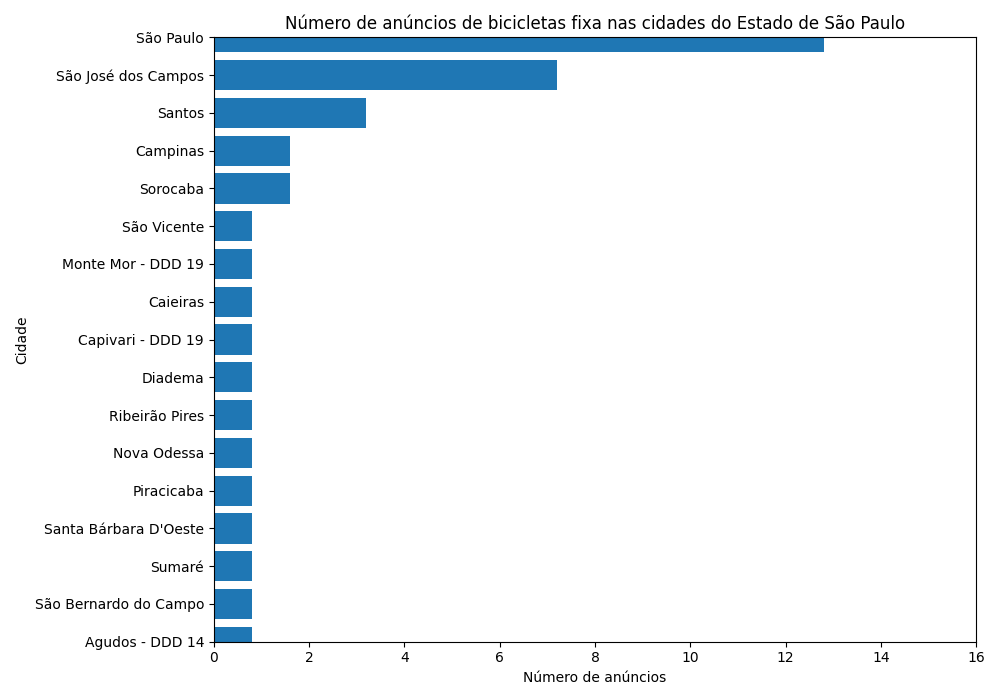 Número de anúncios de bicicletas fixa nas cidades do Estado de São Paulo
São Paulo
São José dos Campos
Santos
Campinas
Sorocaba
São Vicente
Monte Mor - DDD 19
Caieiras
Capivari - DDD 19
Diadema
Ribeirão Pires
Nova Odessa
Piracicaba
Santa Bárbara D'Oeste
Sumaré
São Bernardo do Campo
Agudos - DDD 14
Cidade
0 2 4 6 8 10 12 14 16
Número de anúncios